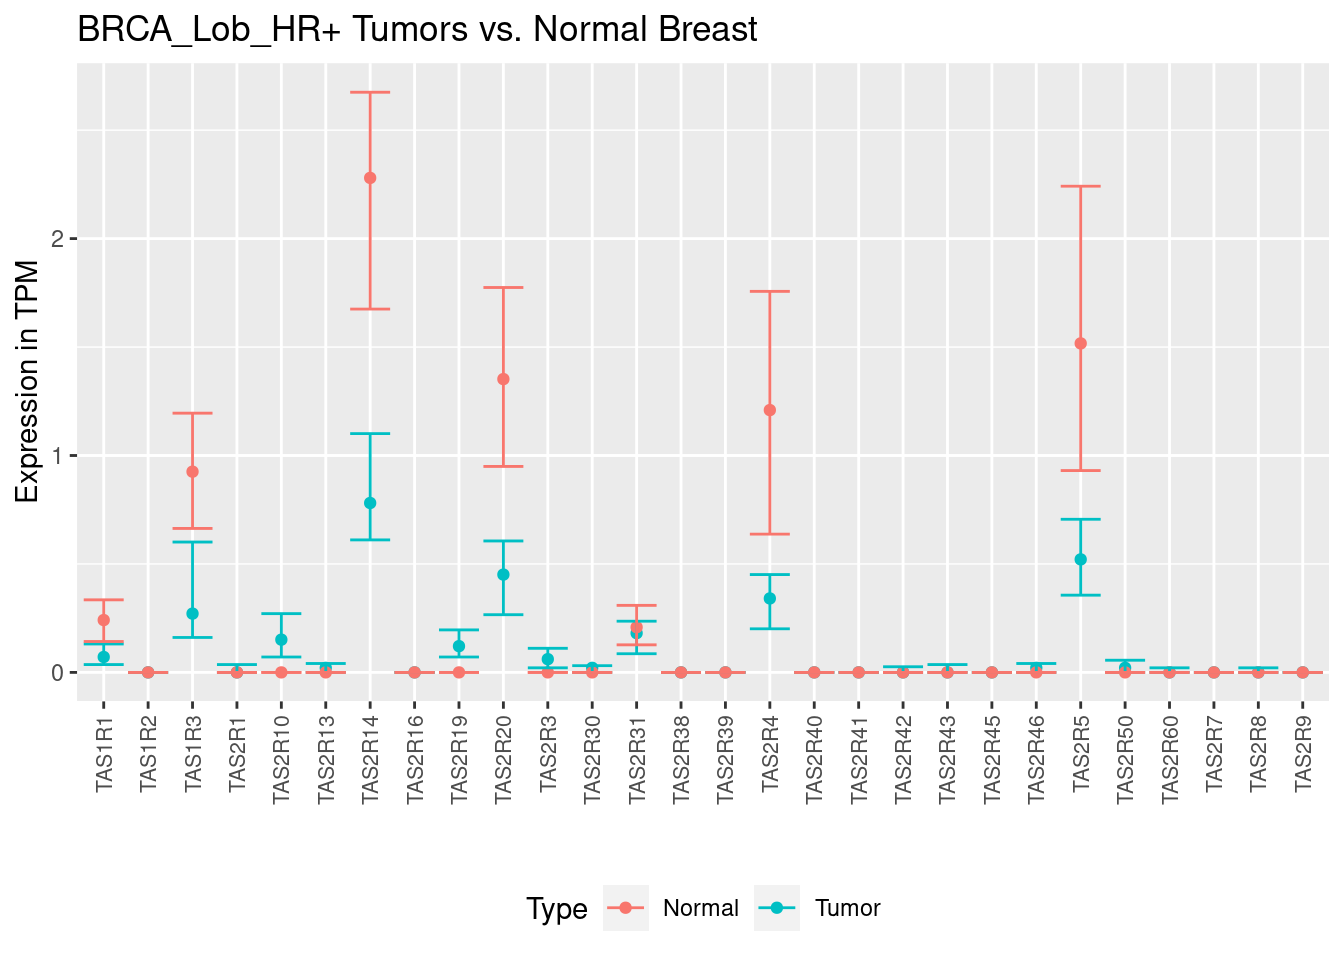 BRCA_Lob_HR+ Tumors vs. Normal Breast
Expression in TPM
2
1
0
TAS1R1
TAS1R2
TAS1R3
TAS2R1
TAS2R10
TAS2R13
TAS2R14
TAS2R16
TAS2R19
TAS2R20
TAS2R3
TAS2R30
TAS2R31
TAS2R38
TAS2R39
TAS2R4
TAS2R40
TAS2R41
TAS2R42
TAS2R43
TAS2R45
TAS2R46
TAS2R5
TAS2R50
TAS2R60
TAS2R7
TAS2R8
TAS2R9
Type Normal Tumor